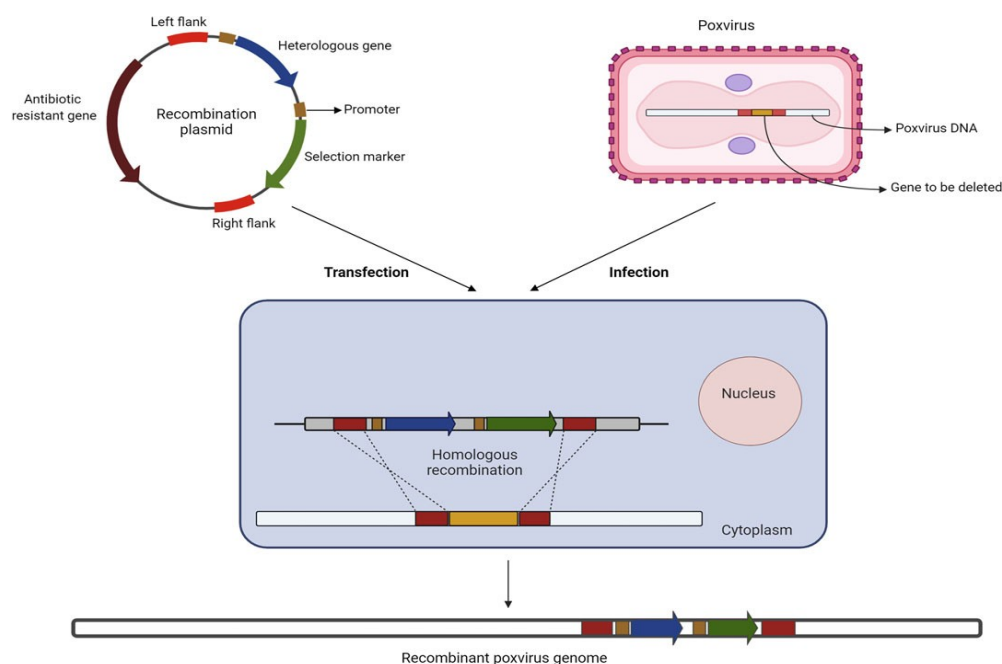 Left flank
Heterologous gene
Antibiotic
resistant gene
Recombination
plasmid
Promoter
Selection marker
Right flank
Poxvirus
Poxvirus DNA
Gene to be deleted
Transfection
Infection
Nucleus
Homologous
recombination
Cytoplasm
Recombinant poxvirus genome